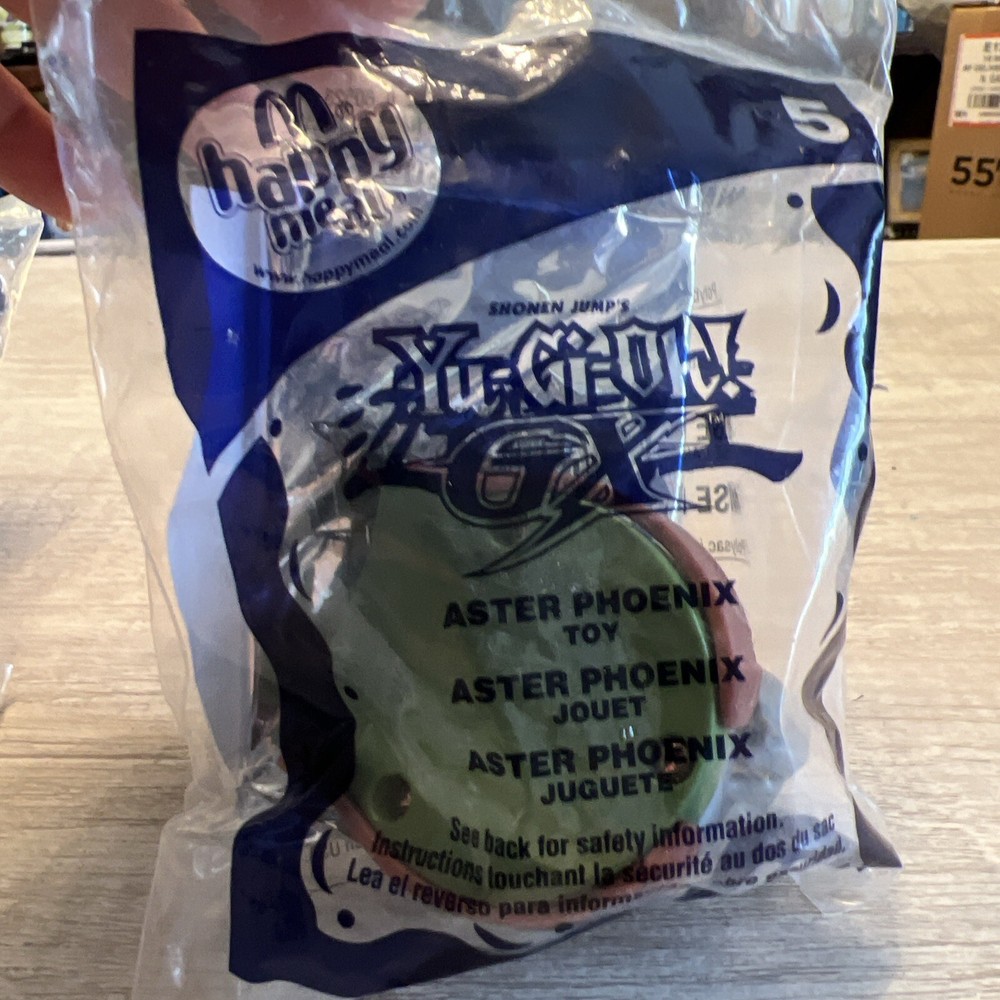 happy
meal
www.happymeal.com
5
SHONEN JUMP'S
Yu-Gi-Oh!
GX
ASTER PHOENIX
TOY
ASTER PHOENIX
JOUET
ASTER PHOENIX
JUGUETE
See back for safety information.
Instructions touchant la sécurité au dos du sac
Lea el reverso para
55